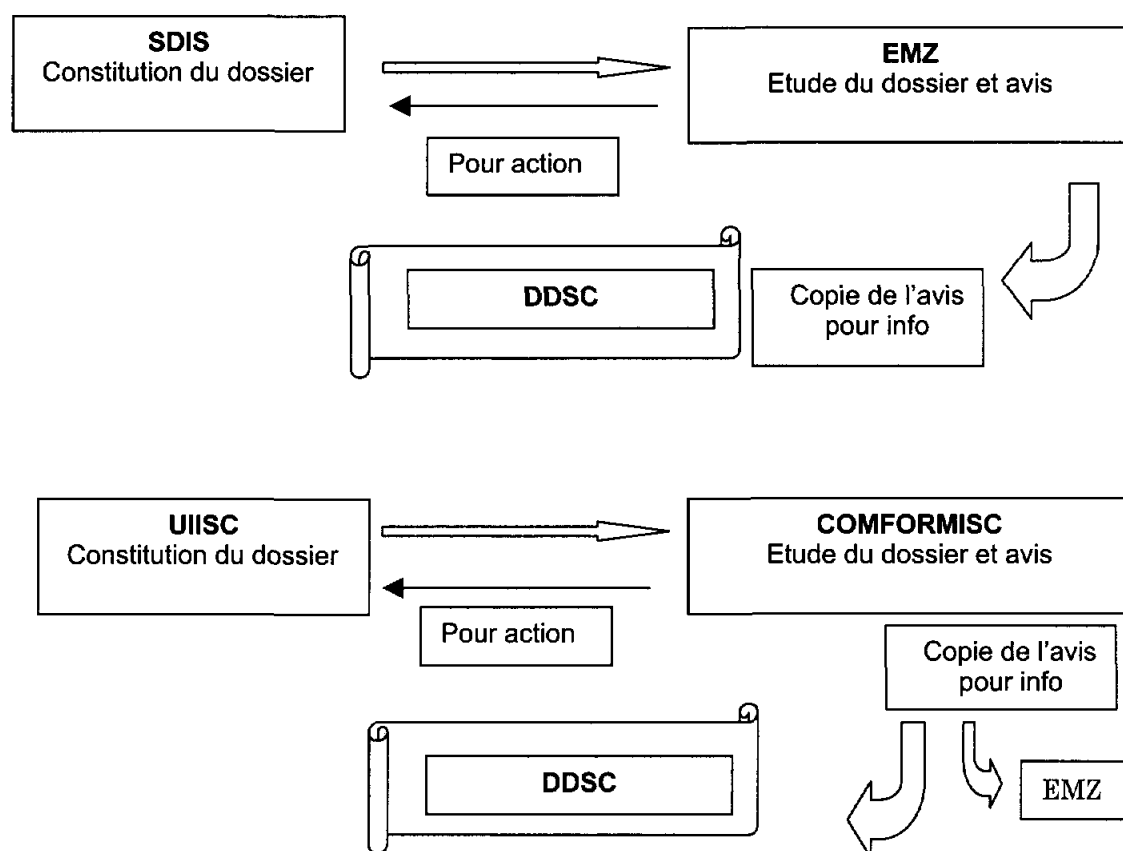 SDIS
Constitution du dossier
EMZ
Etude du dossier et avis
Pour action
DDSC
Copie de l'avis
pour info
UIISC
Constitution du dossier
COMFORMISC
Etude du dossier et avis
Pour action
Copie de l'avis
pour info
DDSC
EMZ